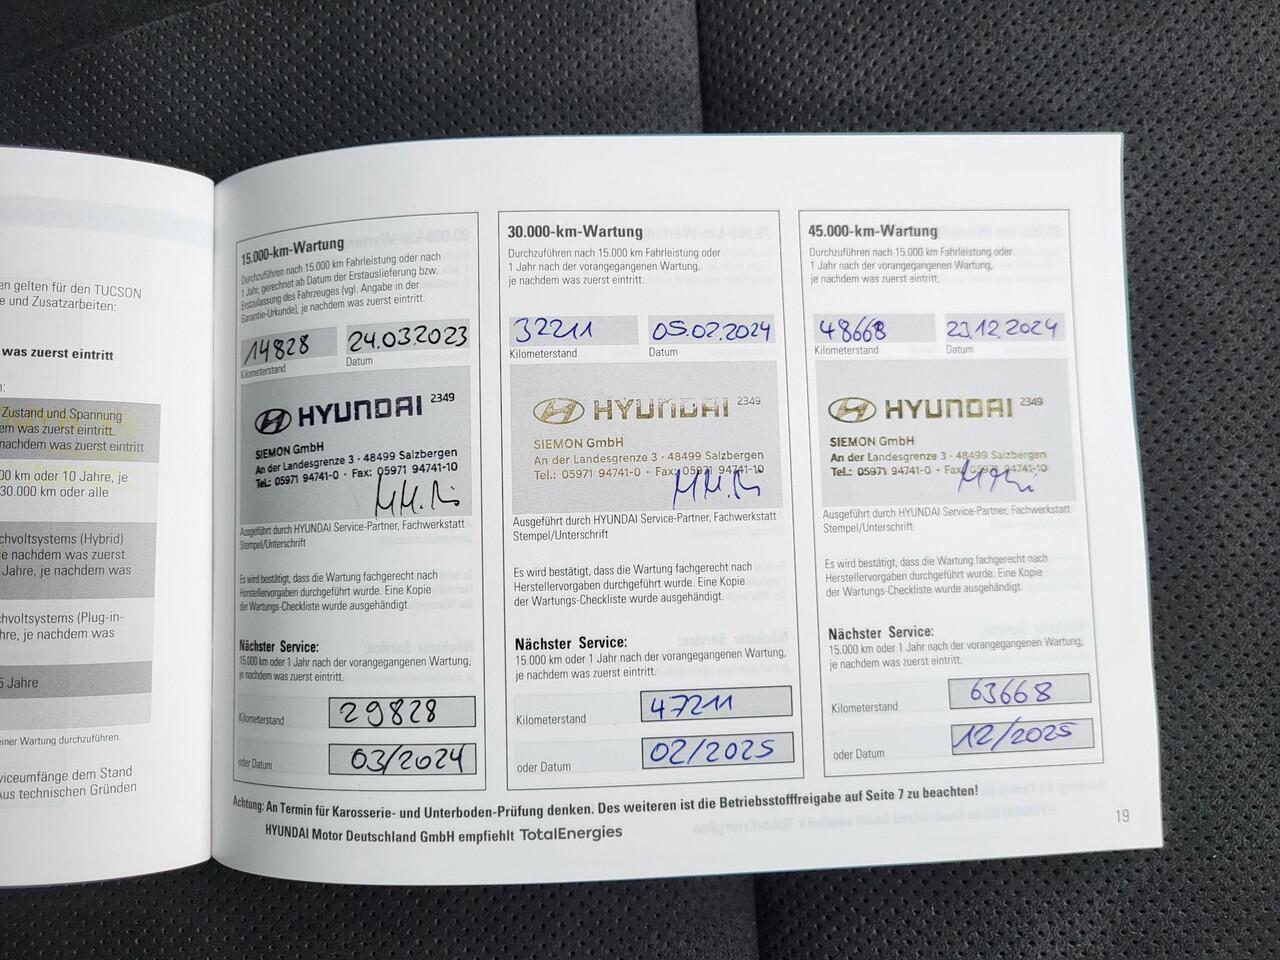 en gelten für den TUCSON
e und Zusatzarbeiten:
was zuerst eintritt
n:
Zustand und Spannung
em was zuerst eintritt.
nachdem was zuerst eintritt
00 km oder 10 Jahre, je
30.000 km oder alle
chvoltsystems (Hybrid)
e nachdem was zuerst
Jahre, je nachdem was
chvoltsystems (Plug-in-
hre, je nachdem was
5 Jahre
einer Wartung durchzuführen.
viceumfänge dem Stand
Aus technischen Gründen
15.000-km-Wartung
Durchzuführen nach 15.000 km Fahrleistung oder nach
1 Jahr, gerechnet ab Datum der Erstauslieferung bzw.
Erstzulassung des Fahrzeuges (vgl. Angabe in der
Garantie-Urkunde), je nachdem was zuerst eintritt.
14828 24.03.2023
Kilometerstand Datum
HYUNDAI 2349
SIEMON GmbH
An der Landesgrenze 3 · 48499 Salzbergen
Tel.: 05971 94741-0 · Fax: 05971 94741-10
Ausgeführt durch HYUNDAI Service-Partner, Fachwerkstatt
Stempel/Unterschrift
Es wird bestätigt, dass die Wartung fachgerecht nach
Herstellervorgaben durchgeführt wurde. Eine Kopie
der Wartungs-Checkliste wurde ausgehändigt.
Nächster Service:
15.000 km oder 1 Jahr nach der vorangegangenen Wartung,
je nachdem was zuerst eintritt.
Kilometerstand 29828
oder Datum 03/2024
30.000-km-Wartung
Durchzuführen nach 15.000 km Fahrleistung oder
1 Jahr nach der vorangegangenen Wartung,
je nachdem was zuerst eintritt.
32211 05.02.2024
Kilometerstand Datum
HYUNDAI 2349
SIEMON GmbH
An der Landesgrenze 3 · 48499 Salzbergen
Tel.: 05971 94741-0 · Fax: 05971 94741-10
Ausgeführt durch HYUNDAI Service-Partner, Fachwerkstatt
Stempel/Unterschrift
Es wird bestätigt, dass die Wartung fachgerecht nach
Herstellervorgaben durchgeführt wurde. Eine Kopie
der Wartungs-Checkliste wurde ausgehändigt.
Nächster Service:
15.000 km oder 1 Jahr nach der vorangegangenen Wartung,
je nachdem was zuerst eintritt.
Kilometerstand 47211
oder Datum 02/2025
45.000-km-Wartung
Durchzuführen nach 15.000 km Fahrleistung oder
1 Jahr nach der vorangegangenen Wartung,
je nachdem was zuerst eintritt.
48668 23.12.2024
Kilometerstand Datum
HYUNDAI 2349
SIEMON GmbH
An der Landesgrenze 3 · 48499 Salzbergen
Tel.: 05971 94741-0 · Fax: 05971 94741-10
Ausgeführt durch HYUNDAI Service-Partner, Fachwerkstatt
Stempel/Unterschrift
Es wird bestätigt, dass die Wartung fachgerecht nach
Herstellervorgaben durchgeführt wurde. Eine Kopie
der Wartungs-Checkliste wurde ausgehändigt.
Nächster Service:
15.000 km oder 1 Jahr nach der vorangegangenen Wartung,
je nachdem was zuerst eintritt.
Kilometerstand 63668
oder Datum 12/2025
Achtung: An Termin für Karosserie- und Unterboden-Prüfung denken. Des weiteren ist die Betriebsstofffreigabe auf Seite 7 zu beachten!
HYUNDAI Motor Deutschland GmbH empfiehlt TotalEnergies
19